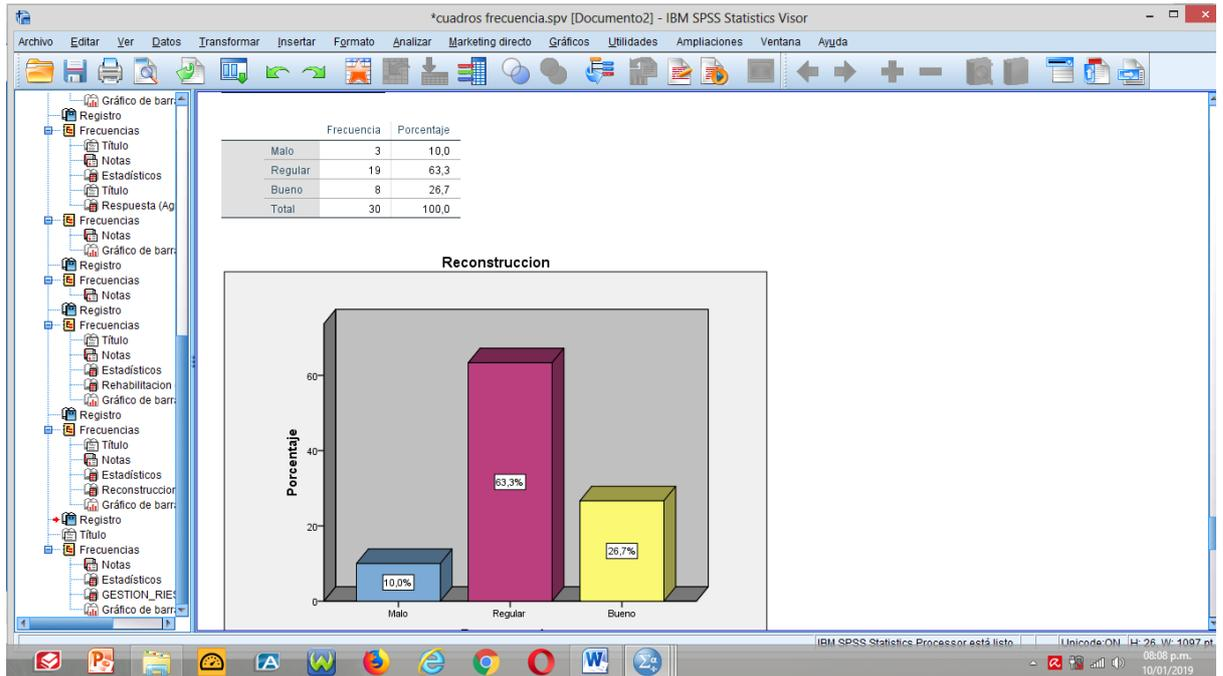 *cuadros frecuencia.spv [Documento2] - IBM SPSS Statistics Visor
Archivo Editar Ver Datos Transformar Insertar Formato Analizar Marketing directo Gráficos Utilidades Ampliaciones Ventana Ayuda
Gráfico de barra
Registro
Frecuencias
Título
Notas
Estadísticos
Título
Respuesta (Ag
Frecuencias
Notas
Gráfico de barra
Registro
Frecuencias
Notas
Registro
Frecuencias
Título
Notas
Estadísticos
Rehabilitacion
Gráfico de barra
Registro
Frecuencias
Título
Notas
Estadísticos
Reconstruccion
Gráfico de barra
Registro
Título
Frecuencias
Notas
Estadísticos
GESTION_RIES
Gráfico de barra
Frecuencia Porcentaje
Malo 3 10,0
Regular 19 63,3
Bueno 8 26,7
Total 30 100,0
Reconstruccion
Porcentaje
60
40
20
0
10,0%
63,3%
26,7%
Malo Regular Bueno
IBM SPSS Statistics Processor está listo Unicode:ON H: 26, W: 1097 pt.
08:08 p.m.
10/01/2019